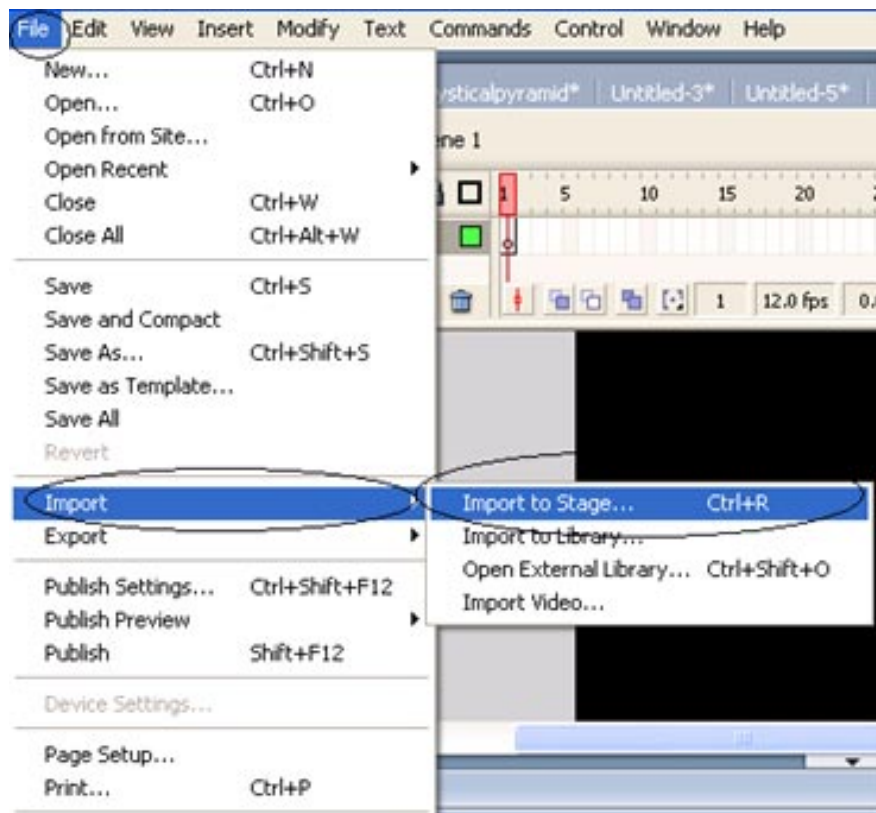 File Edit View Insert Modify Text Commands Control Window Help
New... Ctrl+N
Open... Ctrl+O
Open from Site...
Open Recent
Close Ctrl+W
Close All Ctrl+Alt+W
Save Ctrl+S
Save and Compact
Save As... Ctrl+Shift+S
Save as Template...
Save All
Revert
Import
Export
Publish Settings... Ctrl+Shift+F12
Publish Preview
Publish Shift+F12
Device Settings...
Page Setup...
Print... Ctrl+P
Import to Stage... Ctrl+R
Import to Library...
Open External Library... Ctrl+Shift+O
Import Video...
ysticalpyramid* Untitled-3* Untitled-5*
ene 1
1 5 10 15 20
1 12.0 fps 0.